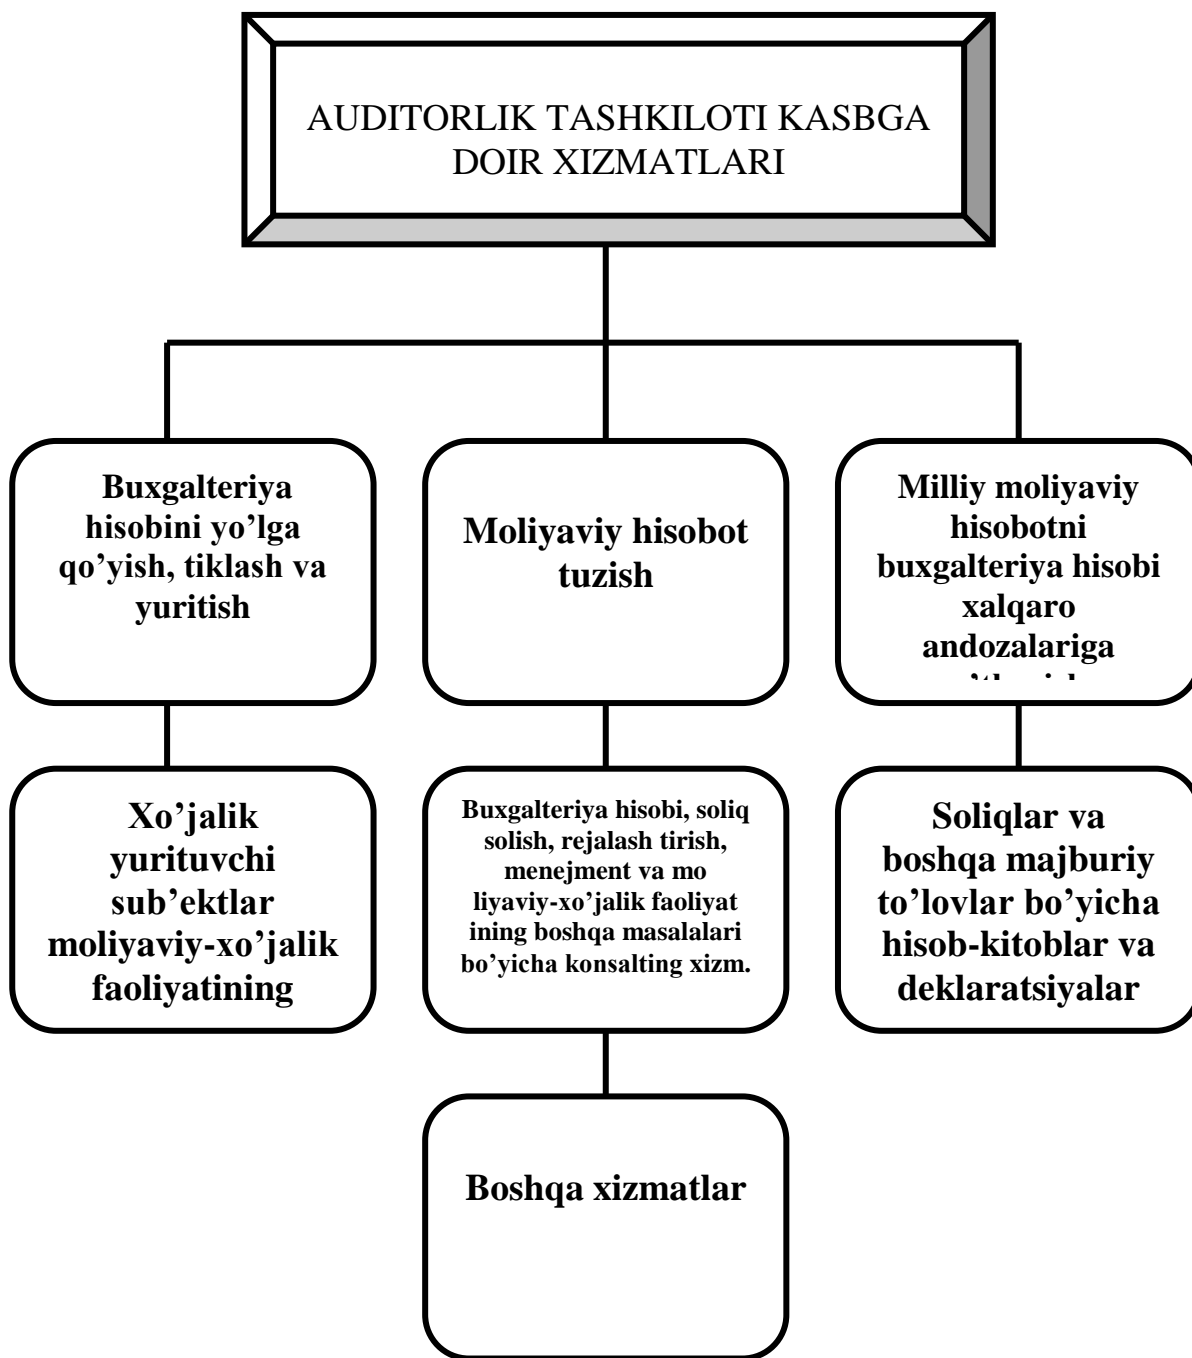 AUDITORLIK TASHKILOTI KASBGA
DOIR XIZMATLARI
Buxgalteriya
hisobini yo’lga
qo’yish, tiklash va
yuritish
Moliyaviy hisobot
tuzish
Milliy moliyaviy
hisobotni
buxgalteriya hisobi
xalqaro
andozalariga
Xo’jalik
yurituvchi
sub’ektlar
moliyaviy-xo’jalik
faoliyatining
Buxgalteriya hisobi, soliq
solish, rejalash tirish,
menejment va mo
liyaviy-xo’jalik faoliyat
ining boshqa masalalari
bo’yicha konsalting xizm.
Soliqlar va
boshqa majburiy
to’lovlar bo’yicha
hisob-kitoblar va
deklaratsiyalar
Boshqa xizmatlar